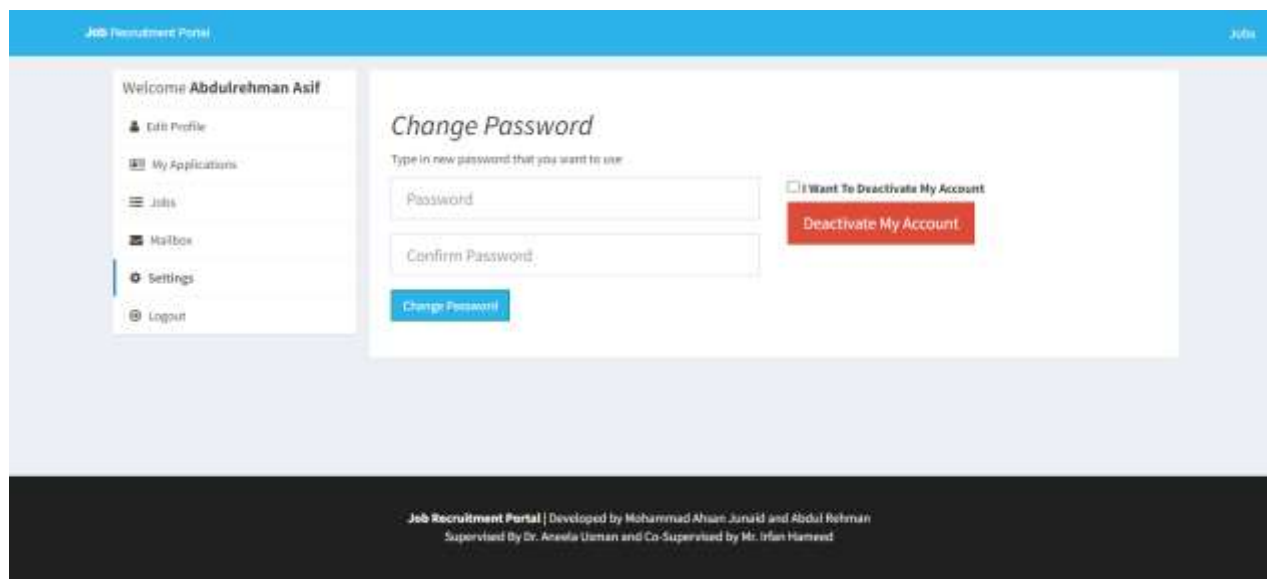 Job Recruitment Portal
Jobs
Welcome Abdulrehman Asif
Edit Profile
My Applications
Jobs
Mailbox
Settings
Logout
Change Password
Type in new password that you want to use
Password
Confirm Password
Change Password
I Want To Deactivate My Account
Deactivate My Account
Job Recruitment Portal | Developed by Mohammad Ahsan Junaid and Abdul Rehman
Supervised By Dr. Aneela Usman and Co-Supervised by Mr. Irfan Hameed